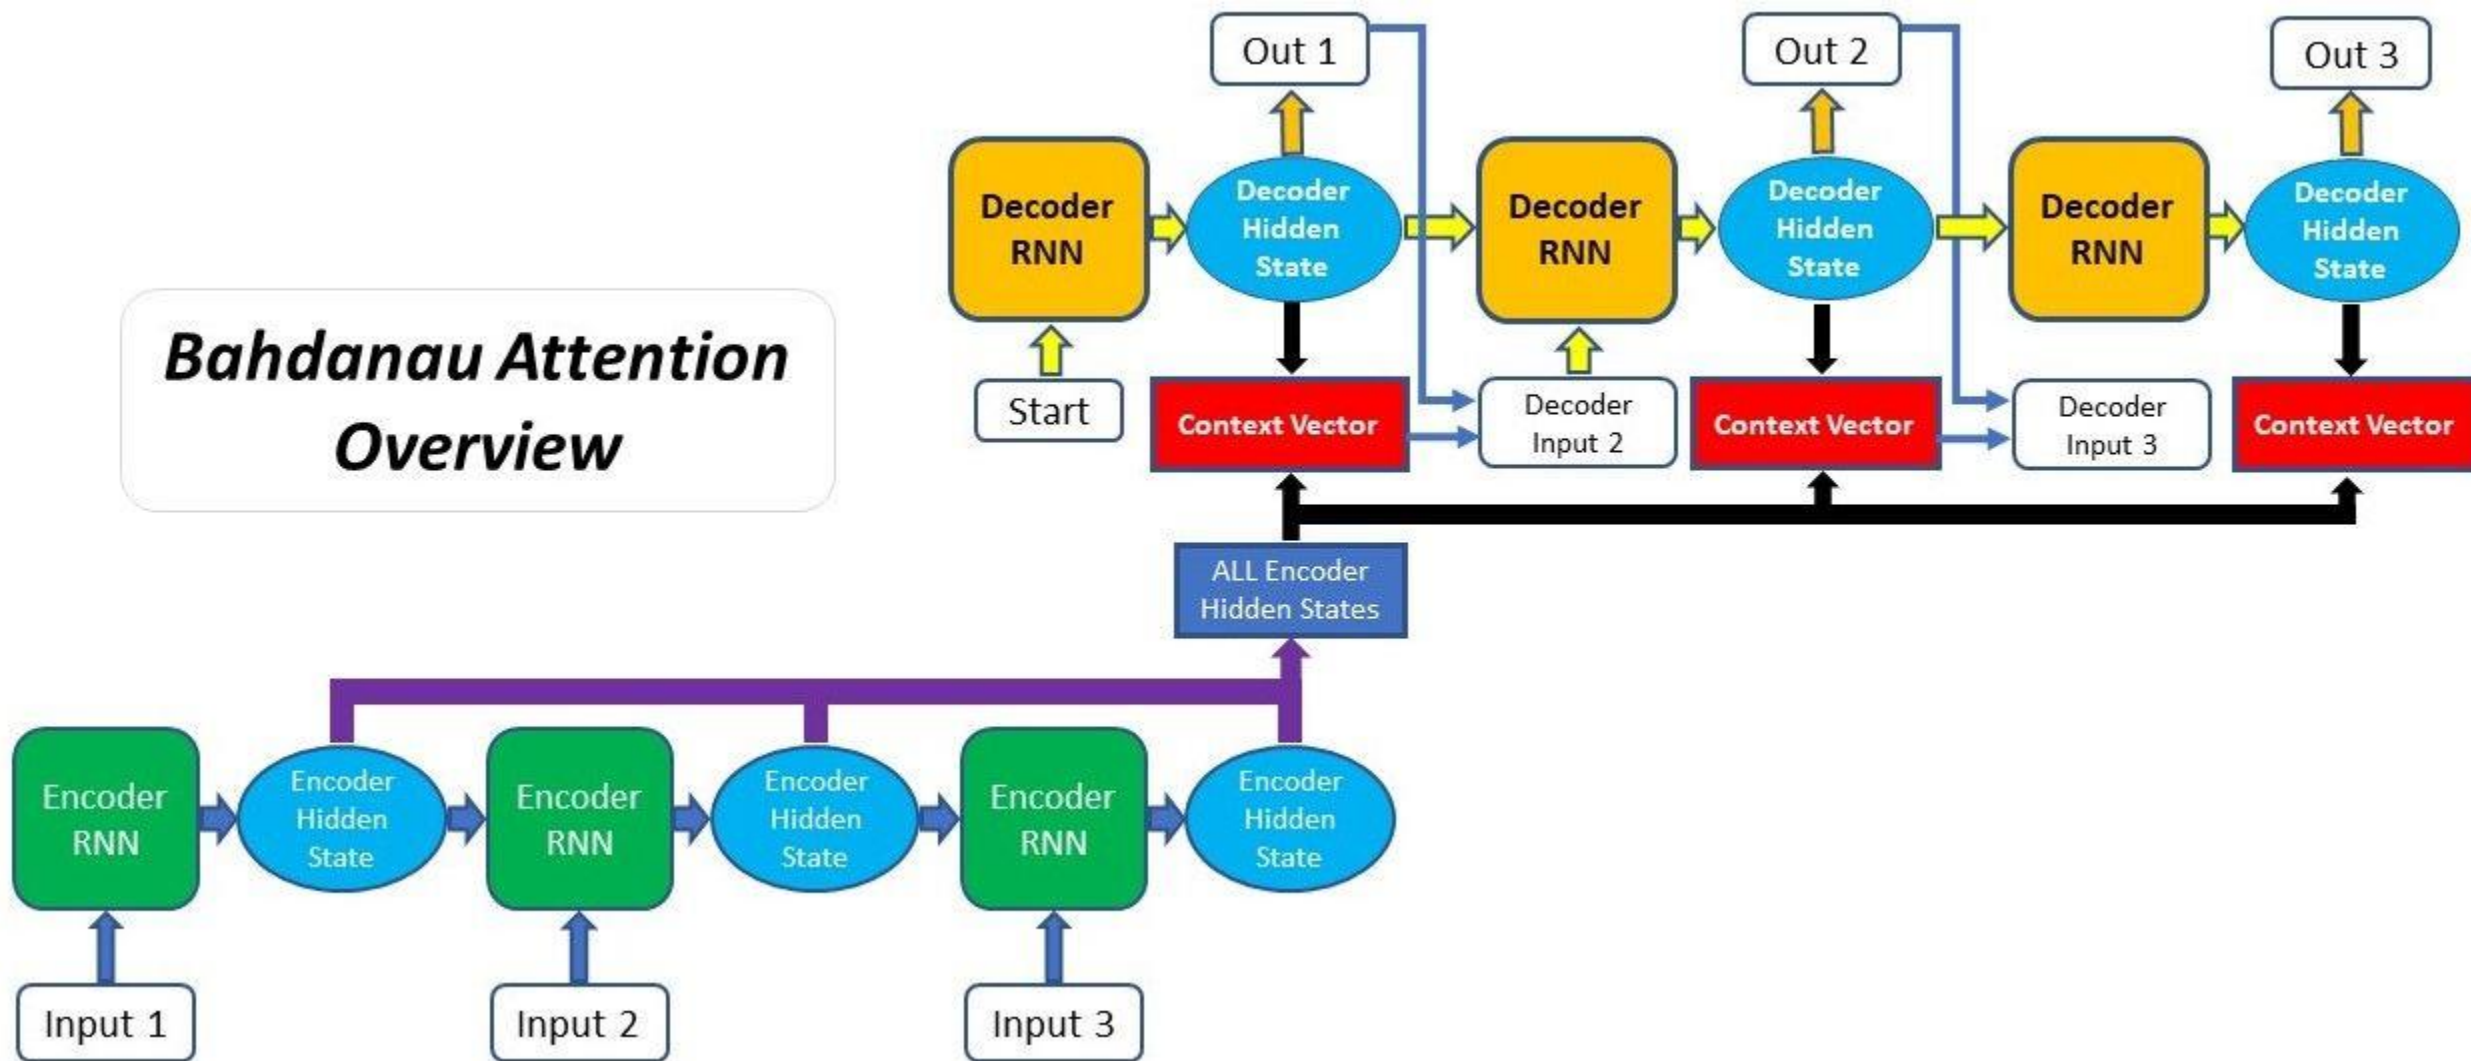 Out 1
Out 2
Out 3
Decoder
RNN
Decoder
Hidden
State
Decoder
RNN
Decoder
Hidden
State
Decoder
RNN
Decoder
Hidden
State
Bahdanau Attention
Overview
Start
Context Vector
Decoder
Input 2
Context Vector
Decoder
Input 3
Context Vector
ALL Encoder
Hidden States
Encoder
RNN
Encoder
Hidden
State
Encoder
RNN
Encoder
Hidden
State
Encoder
RNN
Encoder
Hidden
State
Input 1
Input 2
Input 3